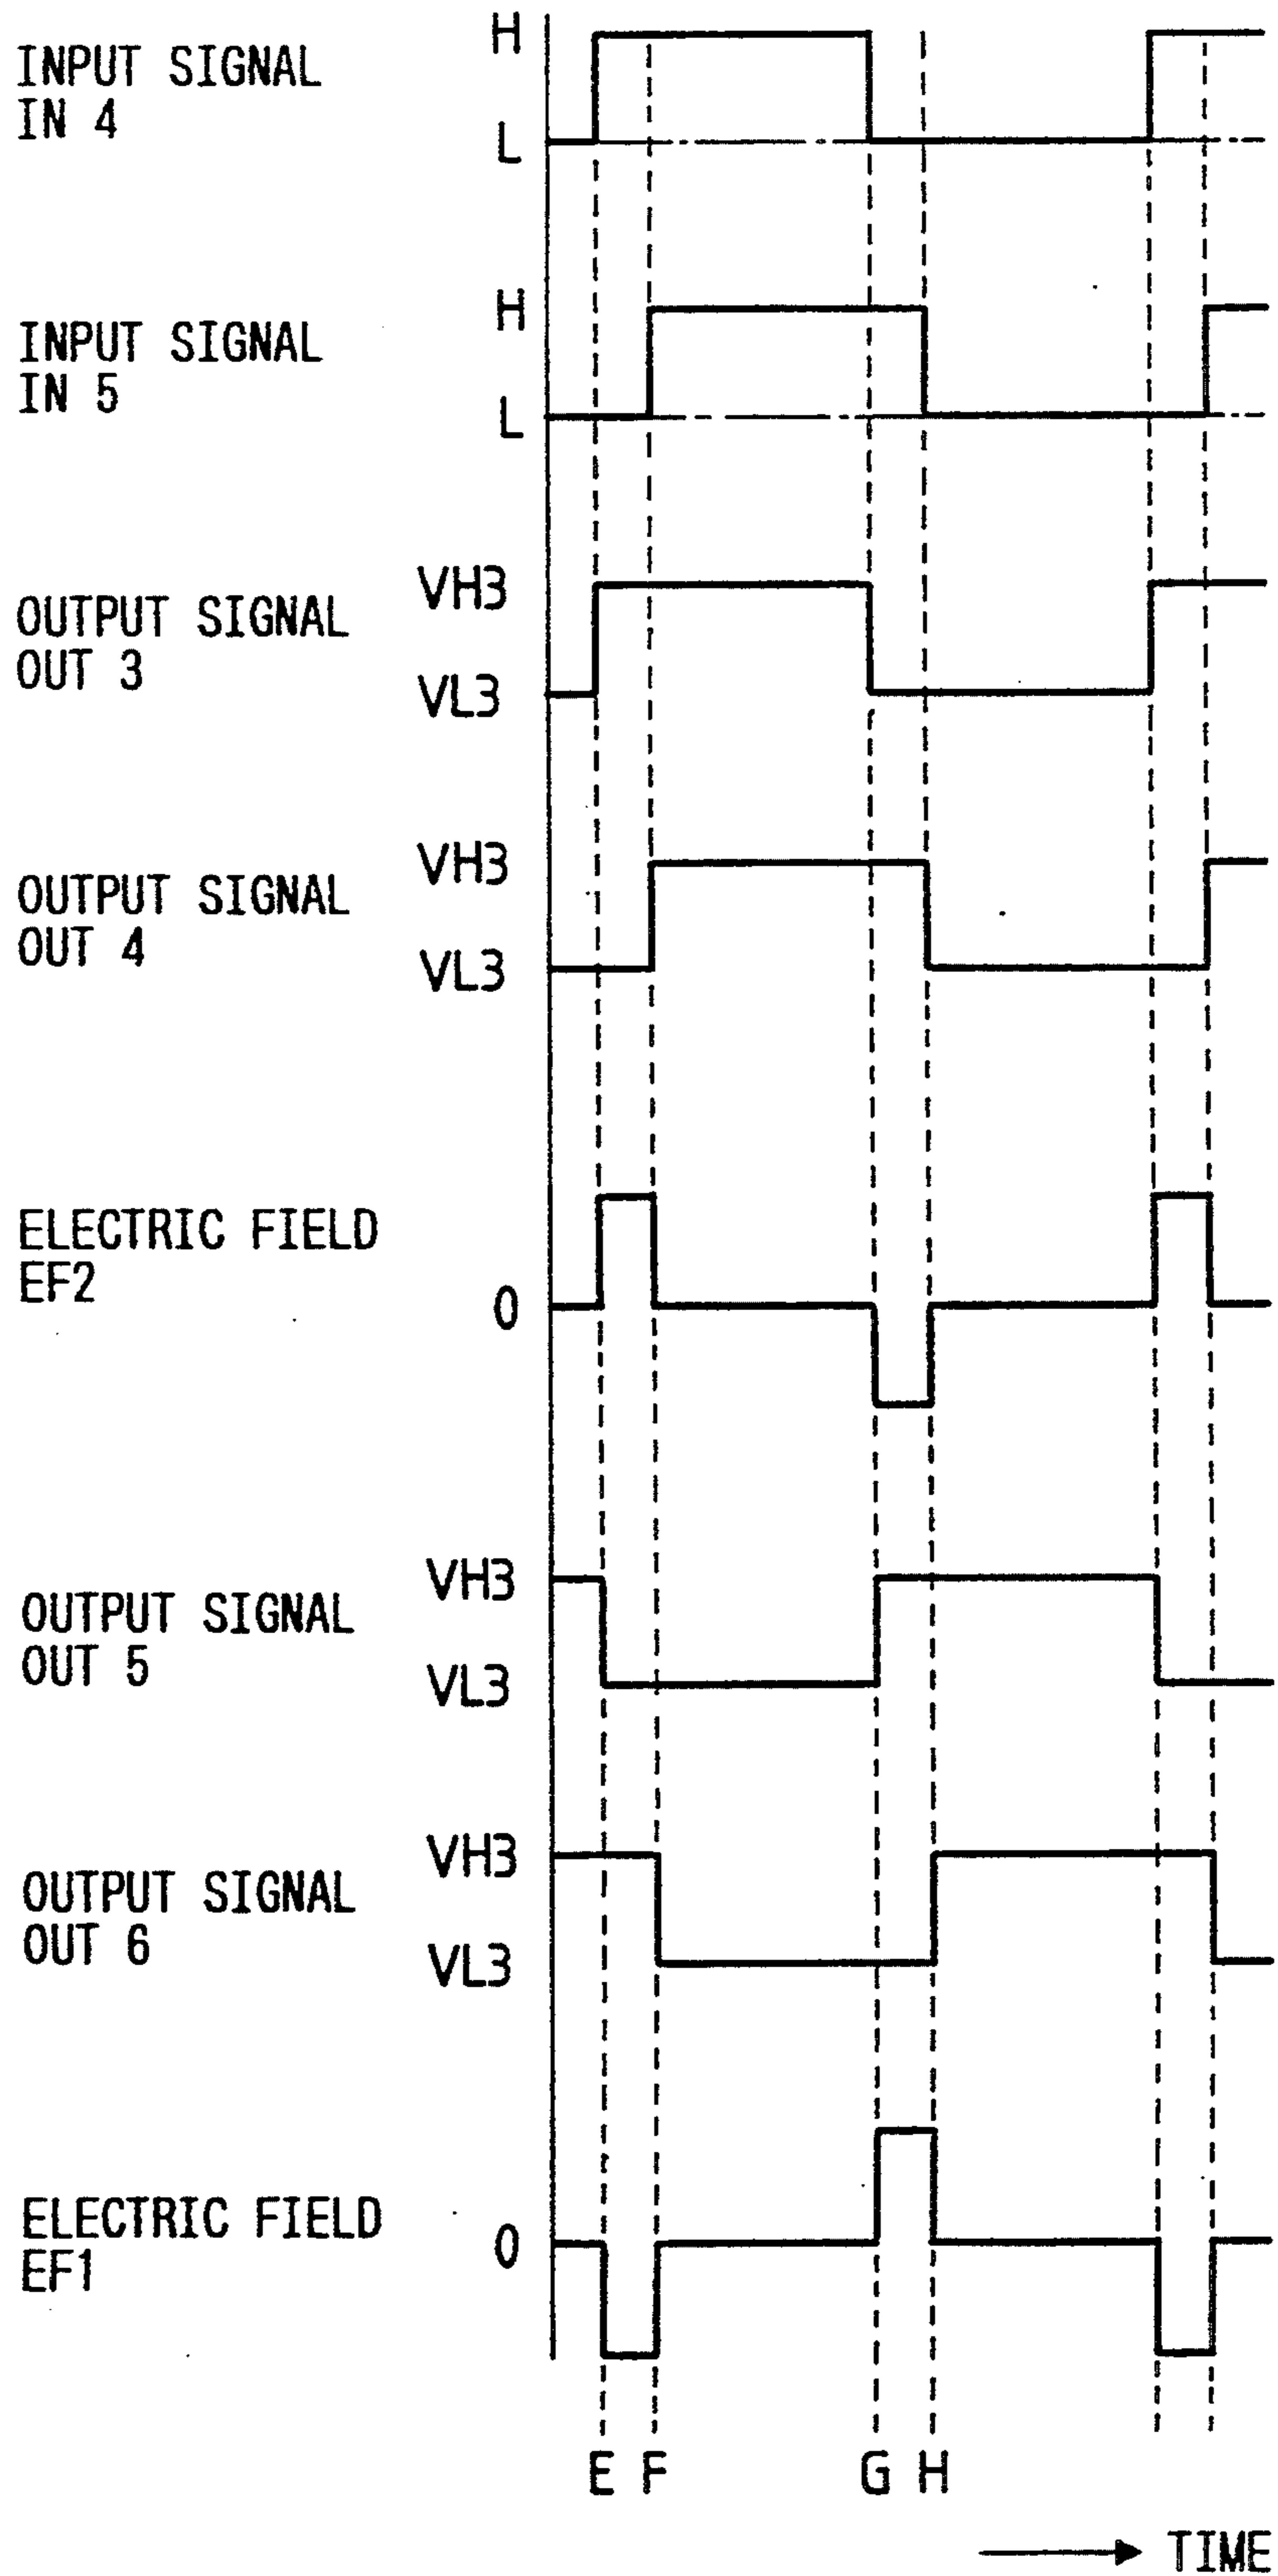 INPUT SIGNAL
IN 4
H
L
INPUT SIGNAL
IN 5
H
L
OUTPUT SIGNAL
OUT 3
VH3
VL3
OUTPUT SIGNAL
OUT 4
VH3
VL3
ELECTRIC FIELD
EF2
0
OUTPUT SIGNAL
OUT 5
VH3
VL3
OUTPUT SIGNAL
OUT 6
VH3
VL3
ELECTRIC FIELD
EF1
0
E F G H
TIME